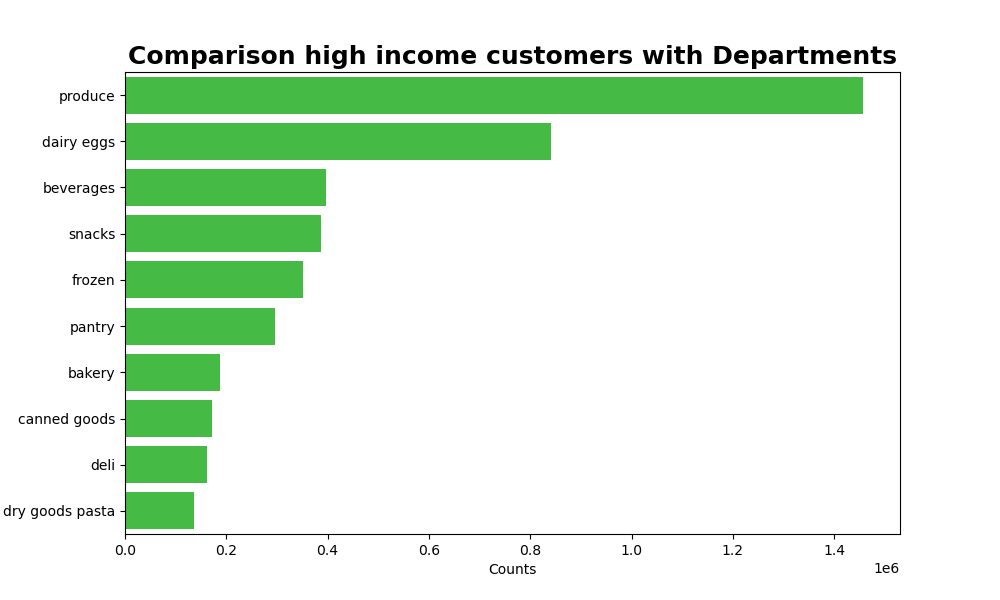 Comparison high income customers with Departments
produce
dairy eggs
beverages
snacks
frozen
pantry
bakery
canned goods
deli
dry goods pasta
0.0 0.2 0.4 0.6 0.8 1.0 1.2 1.4
Counts
1e6